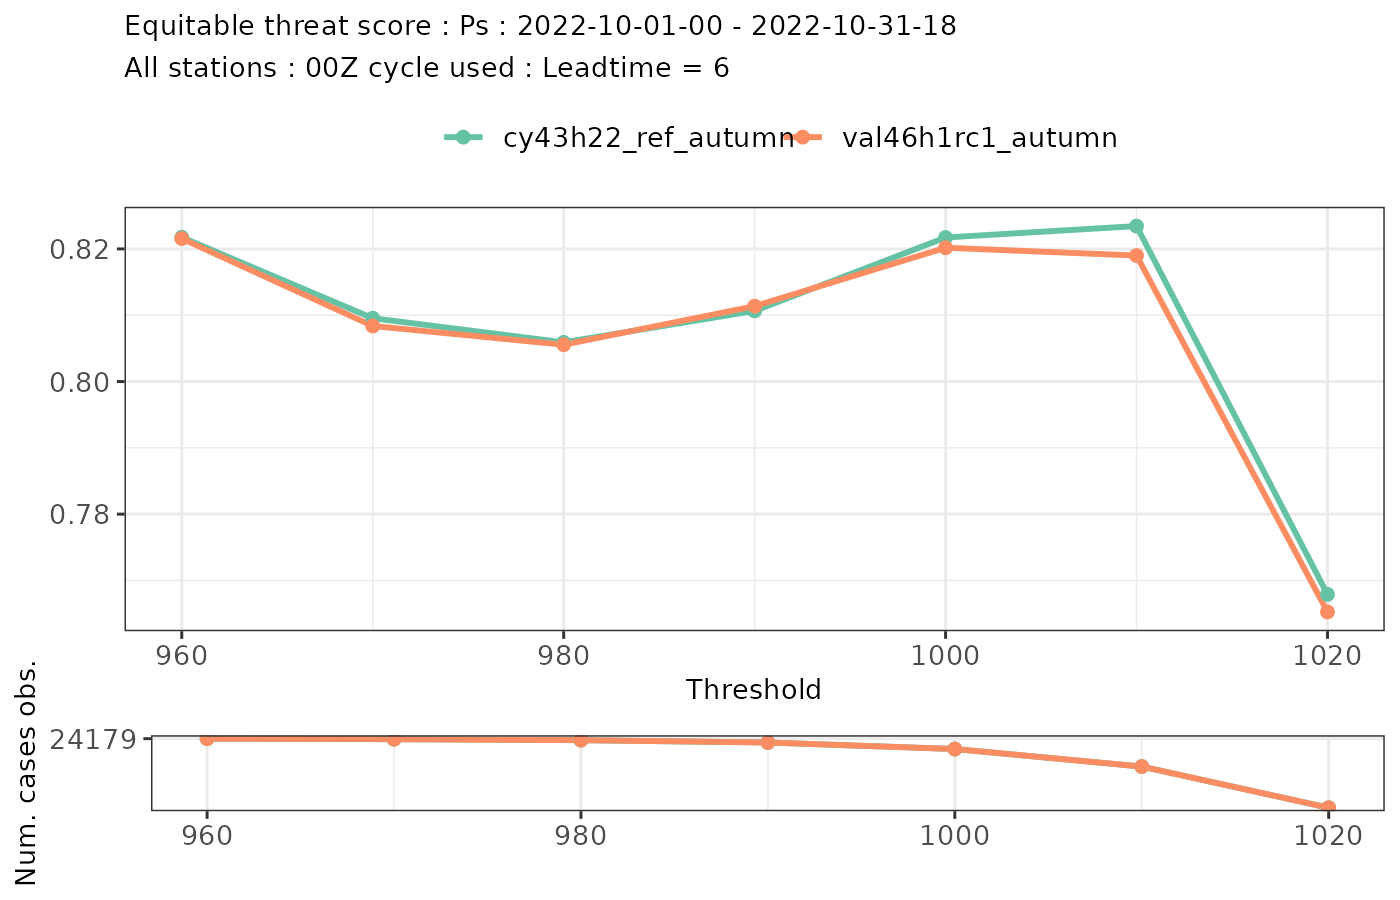 Equitable threat score : Ps : 2022-10-01-00 - 2022-10-31-18
All stations : 00Z cycle used : Leadtime = 6
cy43h22_ref_autumn val46h1rc1_autumn
0.82
0.80
0.78
960 980 1000 1020
Threshold
Num. cases obs.
24179
960 980 1000 1020